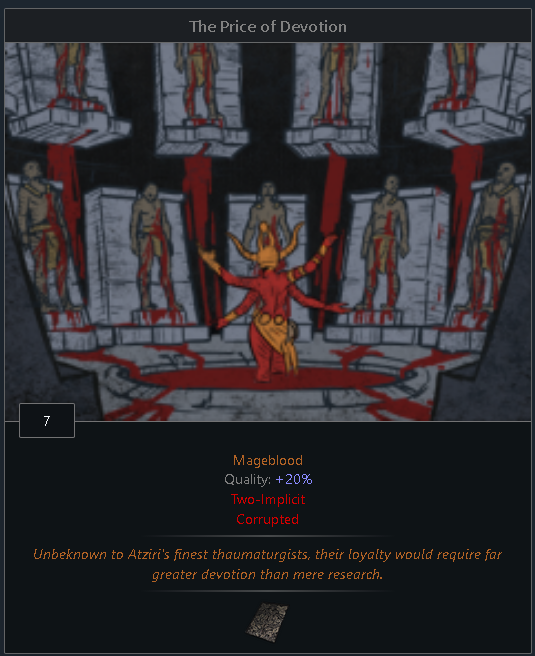 The Price of Devotion
7
Mageblood
Quality: +20%
Two-Implicit
Corrupted
Unbeknown to Atziri's finest thaumaturgists, their loyalty would require far
greater devotion than mere research.